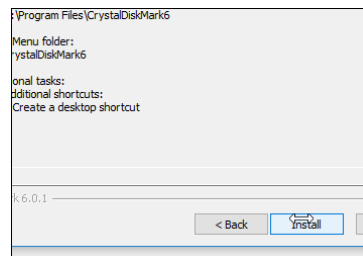 :\Program Files\CrystalDiskMark6
Menu folder:
rystalDiskMark6
onal tasks:
dditional shortcuts:
Create a desktop shortcut
k 6.0.1
< Back Install